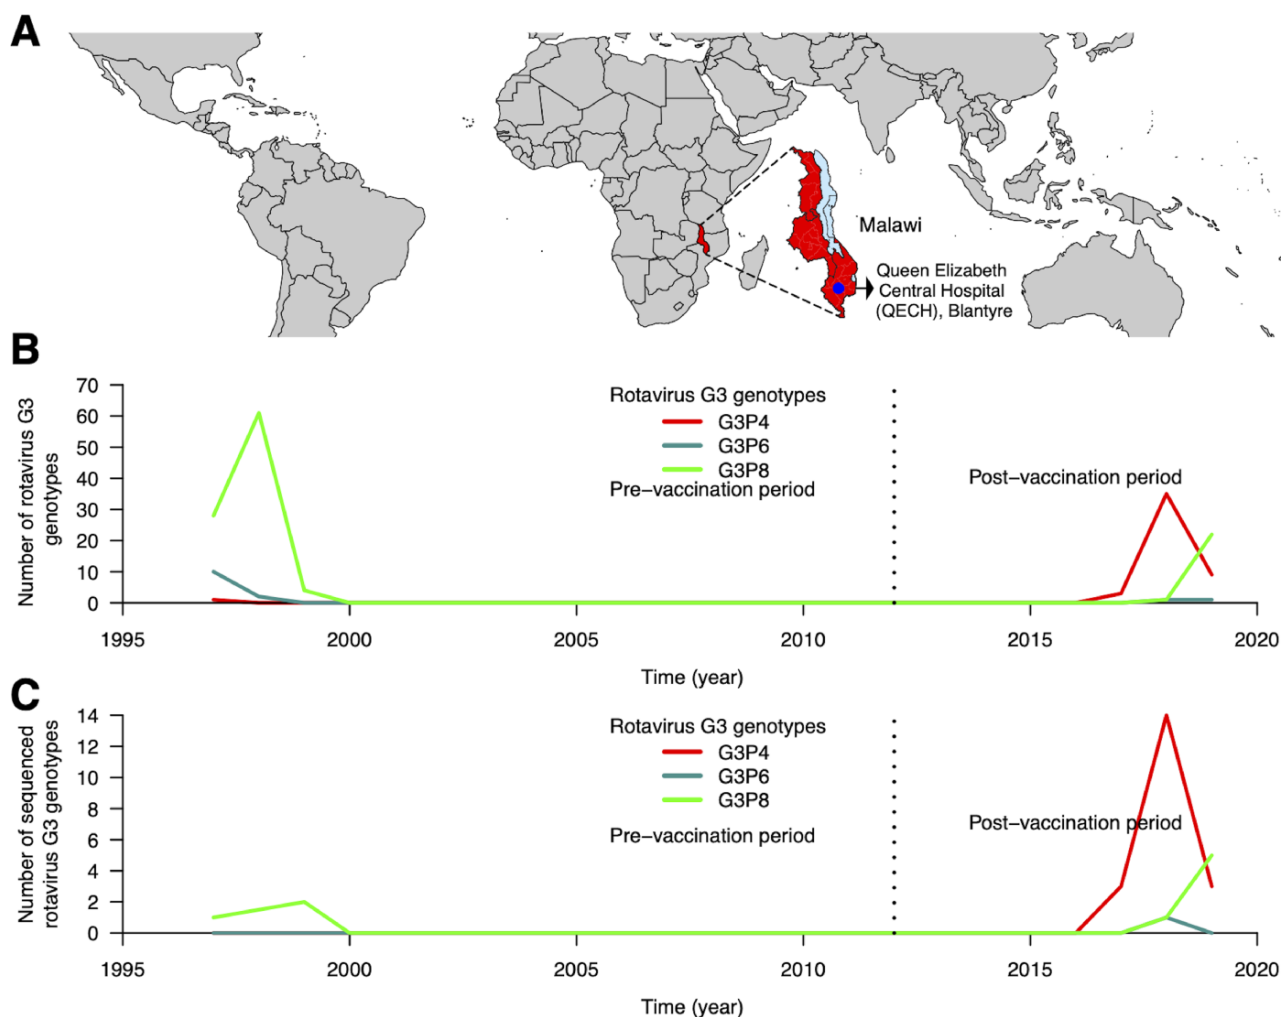 A
Malawi
Queen Elizabeth
Central Hospital
(QECH), Blantyre
B
Number of rotavirus G3
genotypes
70
60
50
40
30
20
10
0
Rotavirus G3 genotypes
G3P4
G3P6
G3P8
Pre−vaccination period
Post−vaccination period
1995
2000
2005
2010
2015
2020
Time (year)
C
Number of sequenced
rotavirus G3 genotypes
14
12
10
8
6
4
2
0
Rotavirus G3 genotypes
G3P4
G3P6
G3P8
Pre−vaccination period
Post−vaccination period
1995
2000
2005
2010
2015
2020
Time (year)